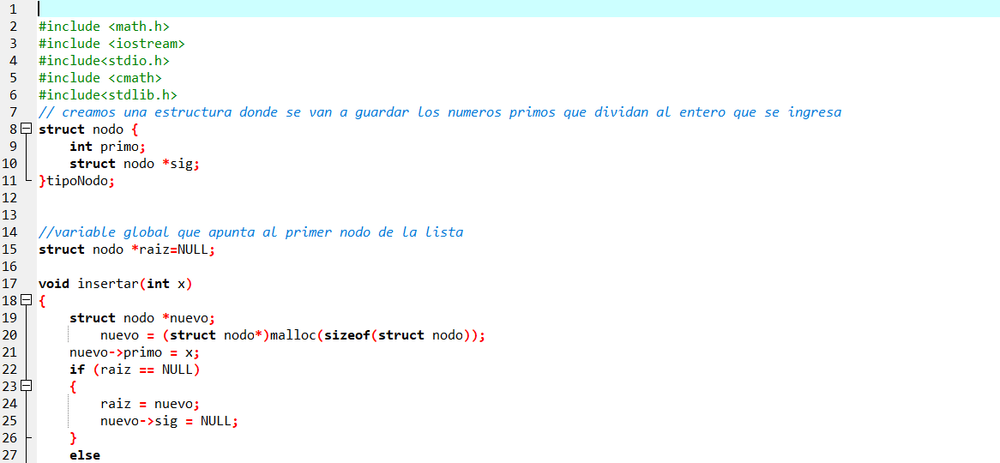 1
2 #include <math.h>
3 #include <iostream>
4 #include<stdio.h>
5 #include <cmath>
6 #include<stdlib.h>
7 // creamos una estructura donde se van a guardar los numeros primos que dividan al entero que se ingresa
8 struct nodo {
9     int primo;
10     struct nodo *sig;
11 }tipoNodo;
12
13
14 //variable global que apunta al primer nodo de la lista
15 struct nodo *raiz=NULL;
16
17 void insertar(int x)
18 {
19     struct nodo *nuevo;
20         nuevo = (struct nodo*)malloc(sizeof(struct nodo));
21     nuevo->primo = x;
22     if (raiz == NULL)
23     {
24         raiz = nuevo;
25         nuevo->sig = NULL;
26     }
27     else